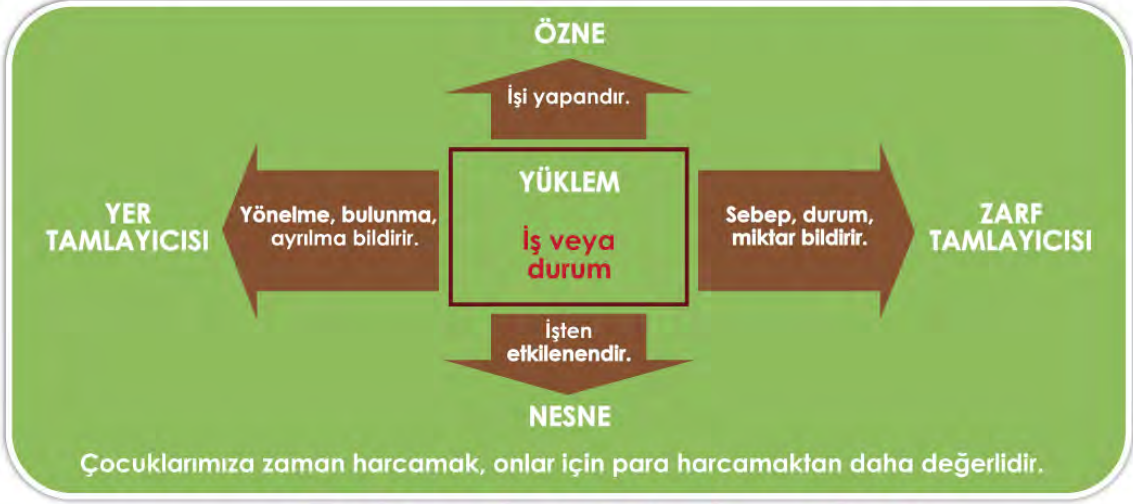 ÖZNE
İşi yapandır.
YER
TAMLAYICISI
Yönelme, bulunma,
ayrılma bildirir.
YÜKLEM
İş veya
durum
Sebep, durum,
miktar bildirir.
ZARF
TAMLAYICISI
İşten
etkilenendir.
NESNE
Çocuklarımıza zaman harcamak, onlar için para harcamaktan daha değerlidir.